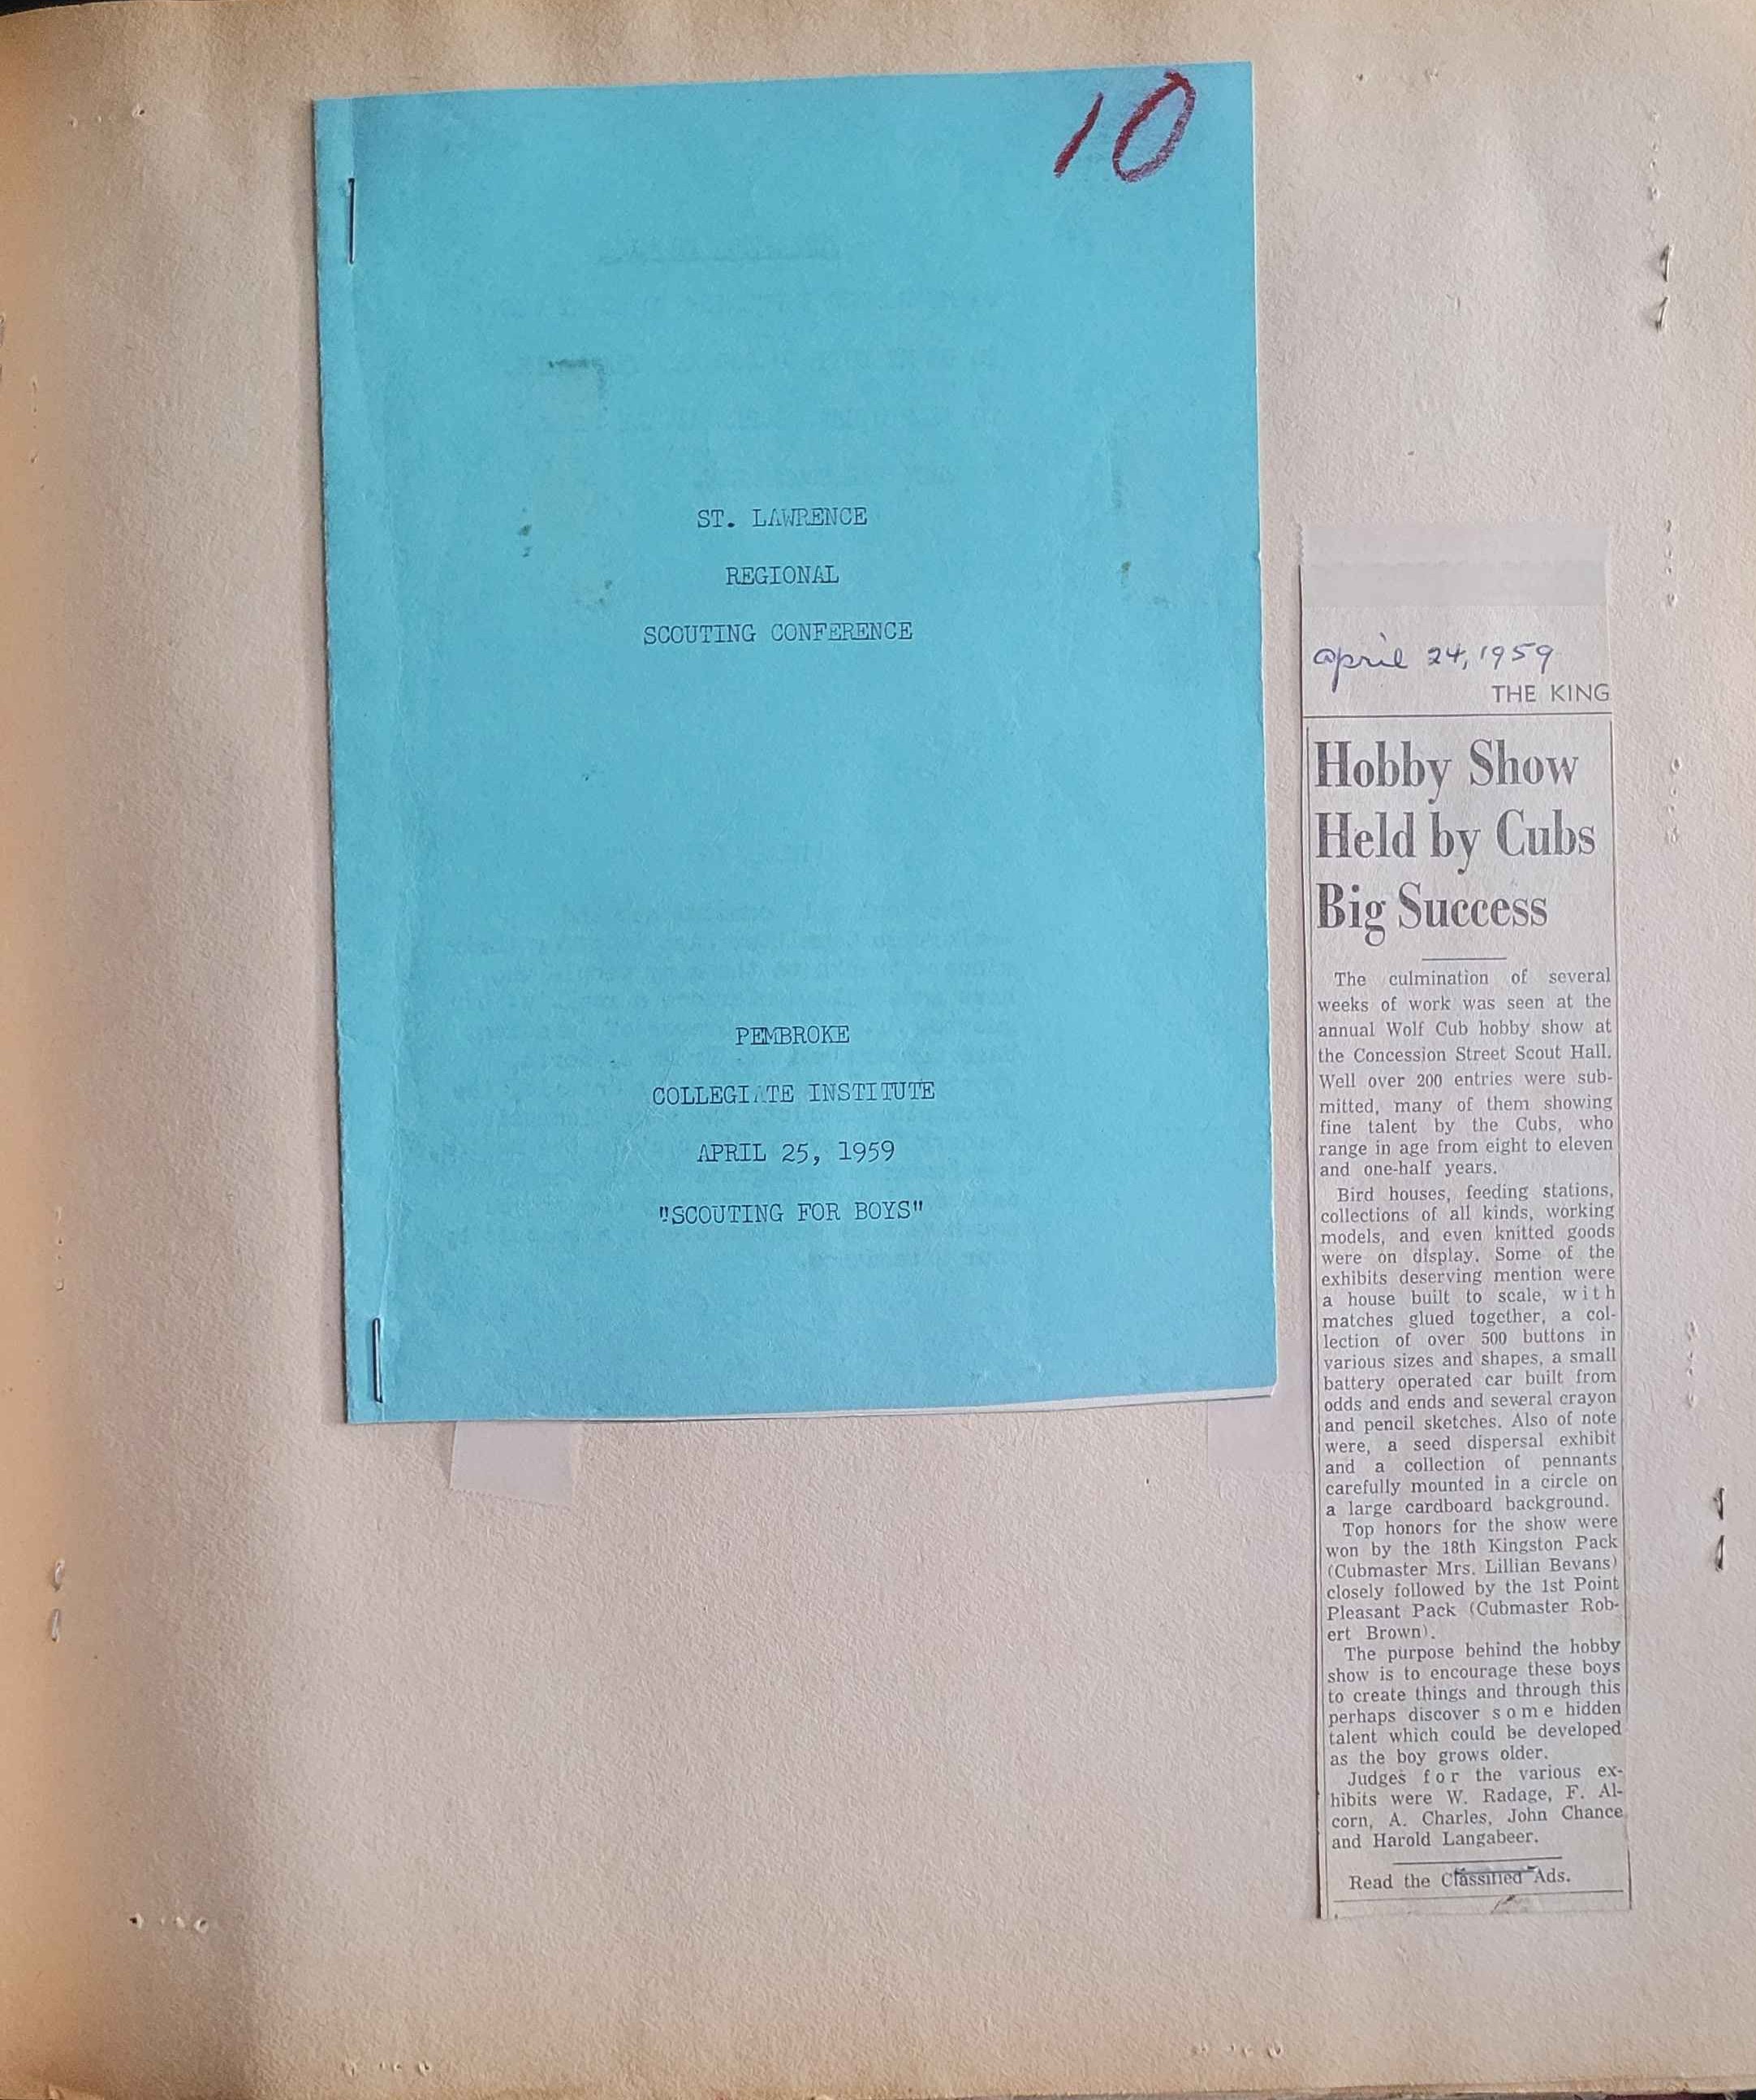 10
ST. LAWRENCE
REGIONAL
SCOUTING CONFERENCE
PEMBROKE
COLLEGIATE INSTITUTE
APRIL 25, 1959
"SCOUTING FOR BOYS"
april 24, 1959
THE KING
Hobby Show
Held by Cubs
Big Success
The culmination of several
weeks of work was seen at the
annual Wolf Cub hobby show at
the Concession Street Scout Hall.
Well over 200 entries were sub-
mitted, many of them showing
fine talent by the Cubs, who
range in age from eight to eleven
and one-half years.
Bird houses, feeding stations,
collections of all kinds, working
models, and even knitted goods
were on display. Some of the
exhibits deserving mention were
a house built to scale, with
matches glued together, a col-
lection of over 500 buttons in
various sizes and shapes, a small
battery operated car built from
odds and ends and several crayon
and pencil sketches. Also of note
were, a seed dispersal exhibit
and a collection of pennants
carefully mounted in a circle on
a large cardboard background.
Top honors for the show were
won by the 18th Kingston Pack
(Cubmaster Mrs. Lillian Bevans)
closely followed by the 1st Point
Pleasant Pack (Cubmaster Rob-
ert Brown).
The purpose behind the hobby
show is to encourage these boys
to create things and through this
perhaps discover some hidden
talent which could be developed
as the boy grows older.
Judges for the various ex-
hibits were W. Radage, F. Al-
corn, A. Charles, John Chance
and Harold Langabeer.
Read the Classified Ads.